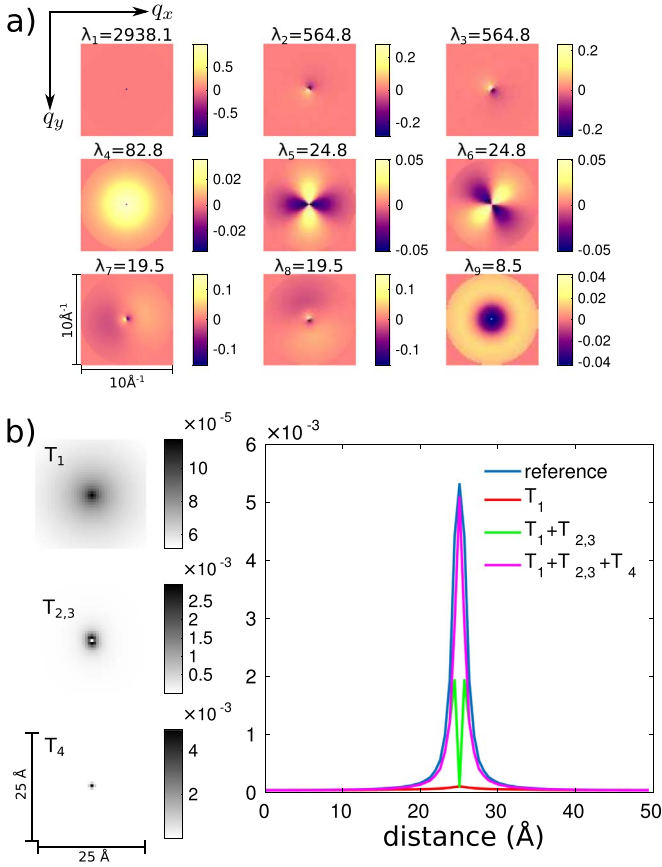 a)
qx
qy
λ1=2938.1
λ2=564.8
λ3=564.8
0.5
0
-0.5
0.2
0
-0.2
0.2
0
-0.2
λ4=82.8
λ5=24.8
λ6=24.8
0.02
0
-0.02
0.05
0
-0.05
0.05
0
-0.05
λ7=19.5
λ8=19.5
λ9=8.5
10Å-1
10Å-1
0.1
0
-0.1
0.1
0
-0.1
0.04
0.02
0
-0.02
-0.04
b)
T1
×10-5
10
8
6
T2,3
×10-3
2.5
1.5
1
0.5
T4
×10-3
4
2
25 Å
25 Å
×10-3
6
5
4
3
2
1
0
0 10 20 30 40 50
distance (Å)
reference
T1
T1+T2,3
T1+T2,3+T4